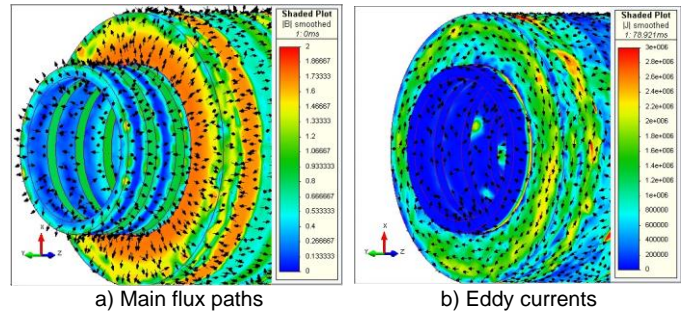 Shaded Plot
|B| smoothed
t: 0ms
2
1.86667
1.73333
1.6
1.46667
1.33333
1.2
1.06667
0.933333
0.8
0.666667
0.533333
0.4
0.266667
0.133333
0
X
Y
Z
a) Main flux paths
Shaded Plot
|J| smoothed
t: 78.921ms
3e+006
2.8e+006
2.6e+006
2.4e+006
2.2e+006
2e+006
1.8e+006
1.6e+006
1.4e+006
1.2e+006
1e+006
800000
600000
400000
200000
0
X
Y
Z
b) Eddy currents